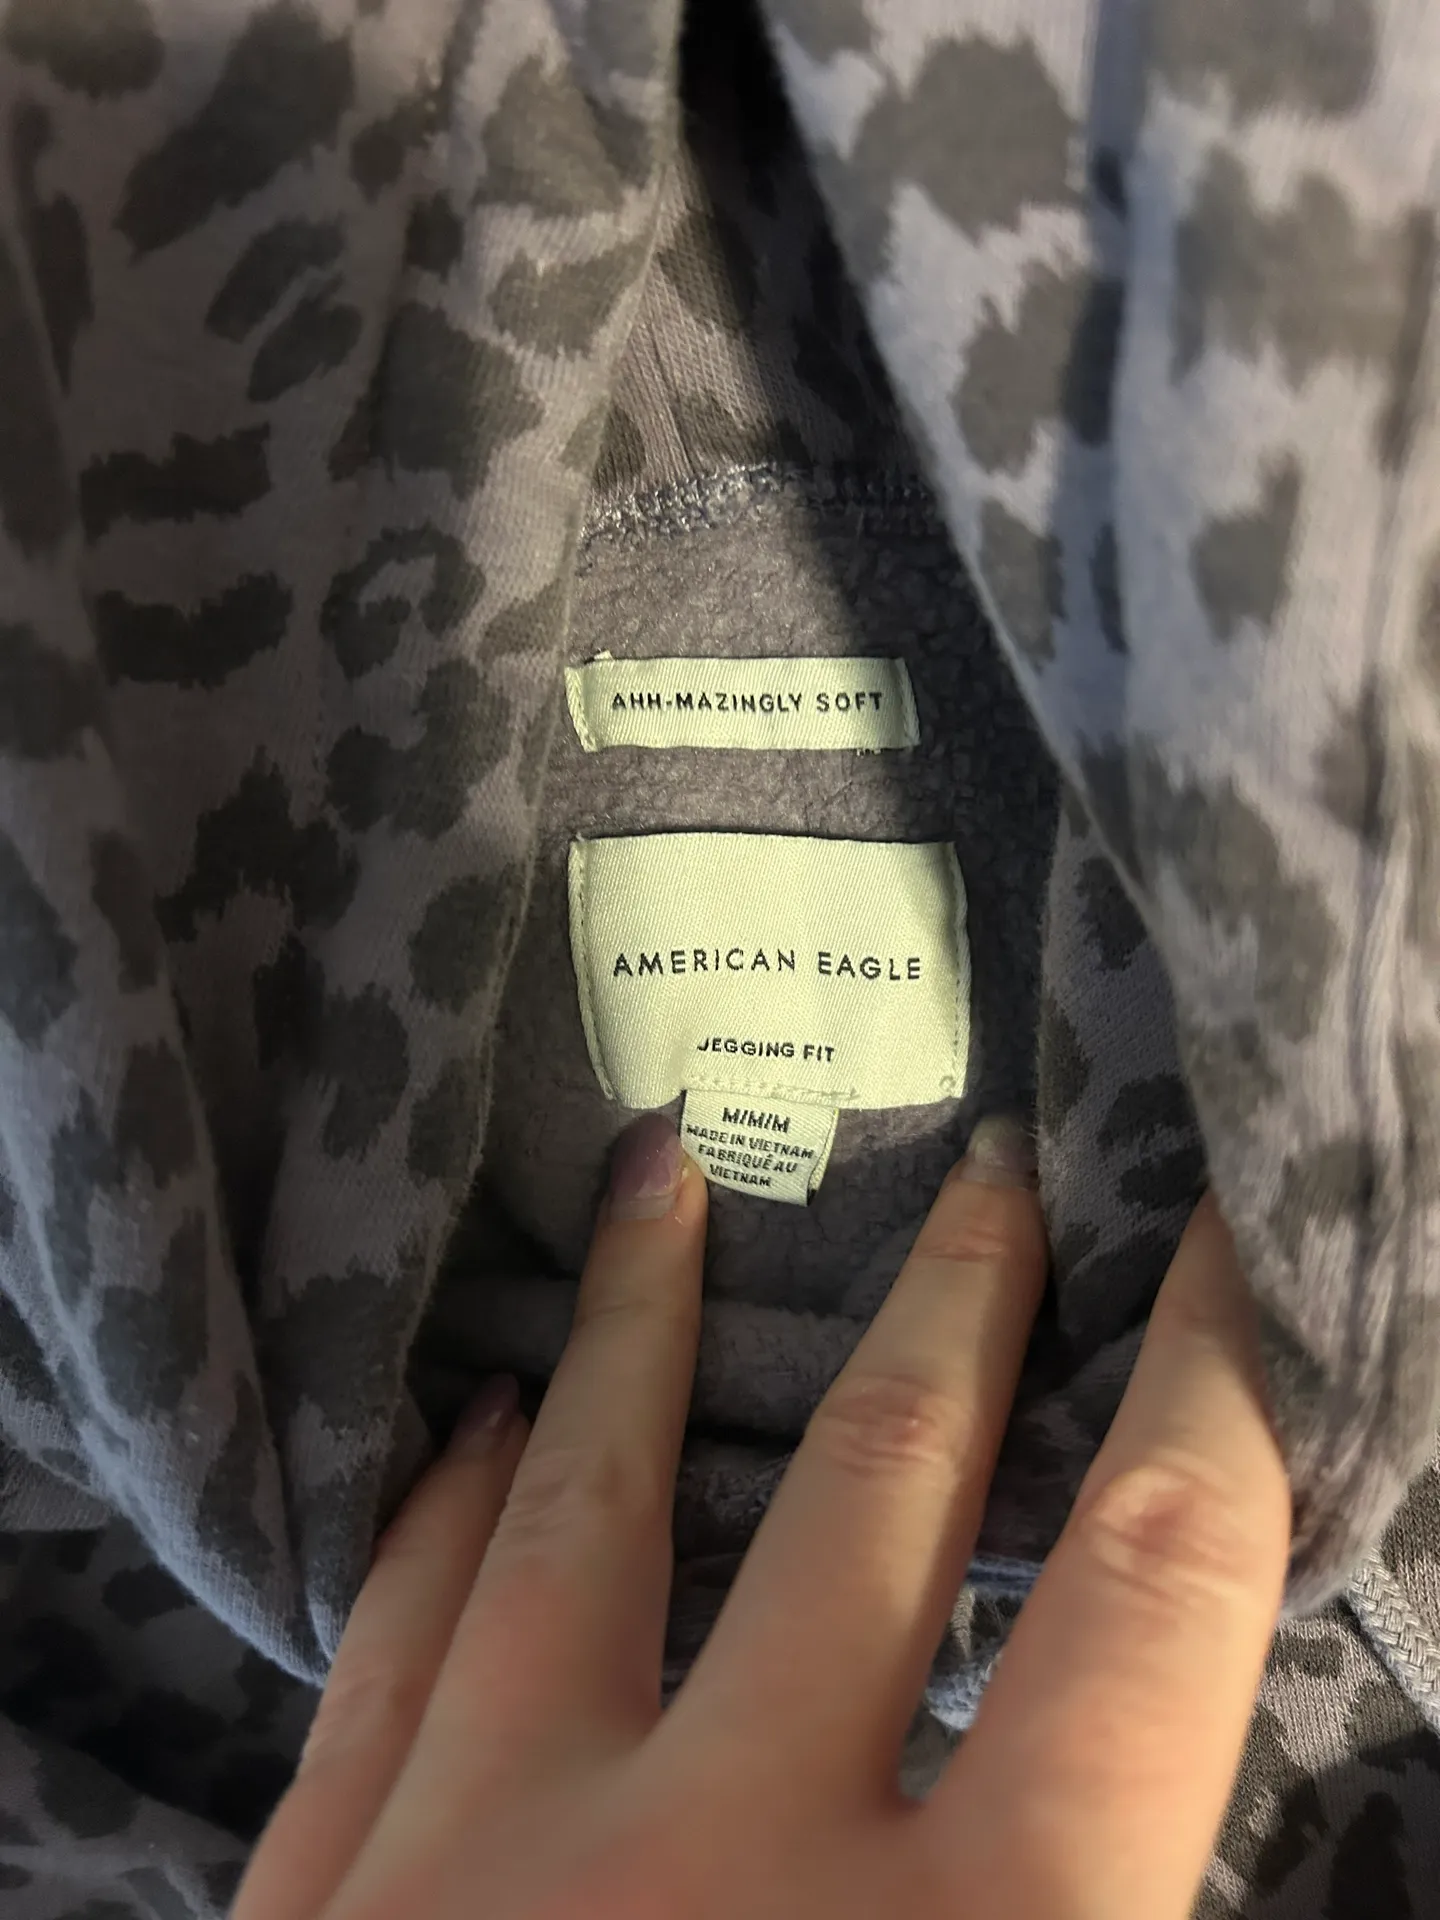 AHH-MAZINGLY SOFT
AMERICAN EAGLE
JEGGING FIT
M/M/M
MADE IN VIETNAM
FABRIQUÉ AU
VIETNAM